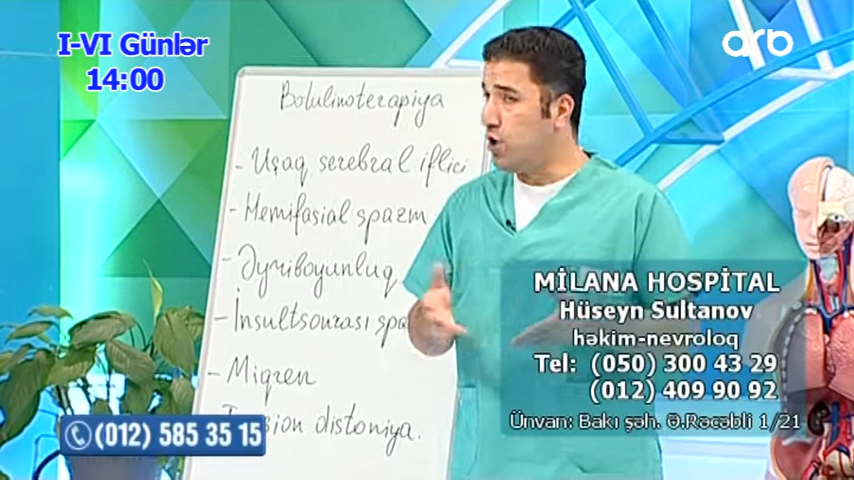 I-VI Günlər
14:00
arb
Botulinoterapiya
- Uşaq serebral iflici
- Hemifasial spazm
- Əyriboyunluq
- İnsultsonrası
- Miqren
distoniya.
MİLANA HOSPİTAL
Hüseyn Sultanov
həkim-nevroloq
Tel: (050) 300 43 29
(012) 409 90 92
Ünvan: Bakı şəh. Ə.Rəcəbli 1/21
(012) 585 35 15